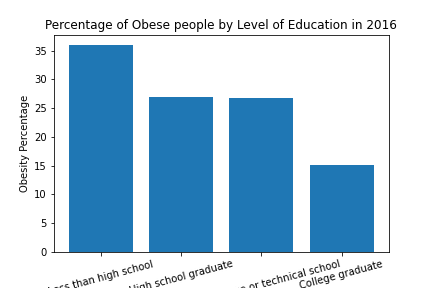 Percentage of Obese people by Level of Education in 2016
Obesity Percentage
35
30
25
20
15
10
5
0
than high school
High school graduate
or technical school
College graduate